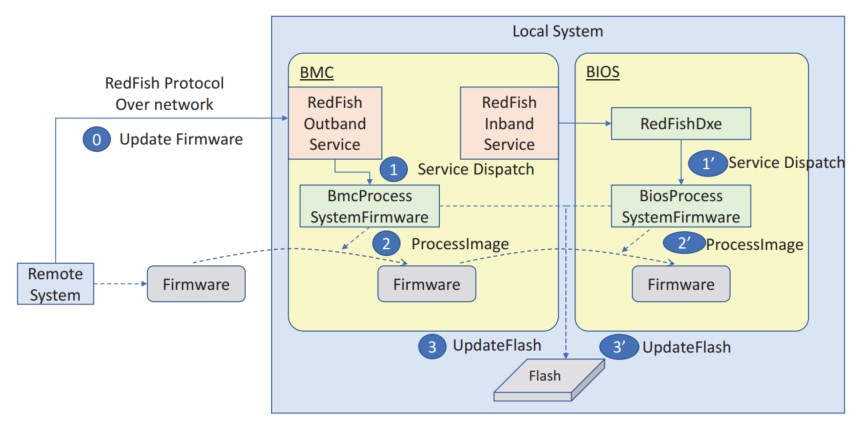 Local System
BMC
BIOS
RedFish Protocol
Over network
0 Update Firmware
RedFish
Outband
Service
RedFish
Inband
Service
RedFishDxe
1 Service Dispatch
1’ Service Dispatch
BmcProcess
SystemFirmware
BiosProcess
SystemFirmware
2 ProcessImage
2’ ProcessImage
Remote
System
Firmware
Firmware
Firmware
3 UpdateFlash
3’ UpdateFlash
Flash